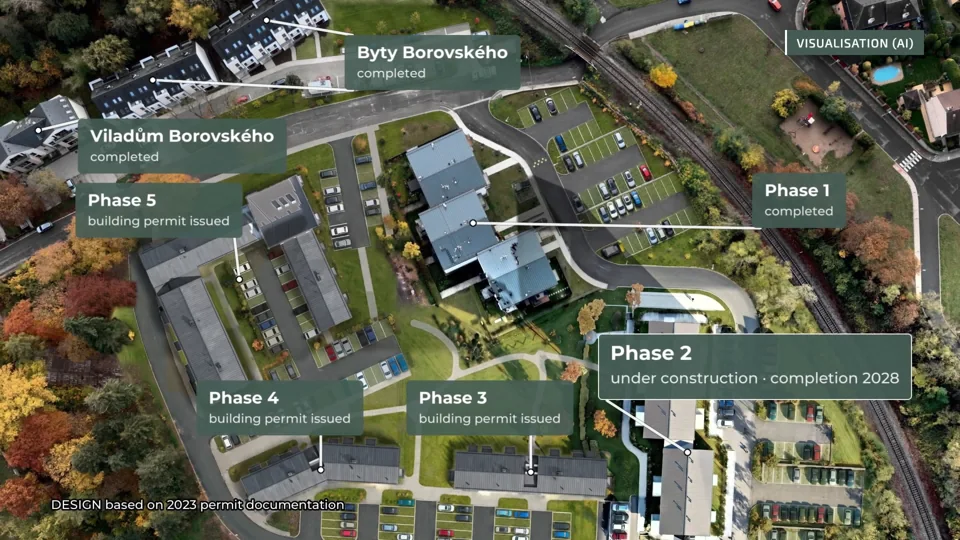 VISUALISATION (AI)
Byty Borovského
completed
Viladům Borovského
completed
Phase 5
building permit issued
Phase 1
completed
Phase 2
under construction · completion 2028
Phase 4
building permit issued
Phase 3
building permit issued
DESIGN based on 2023 permit documentation